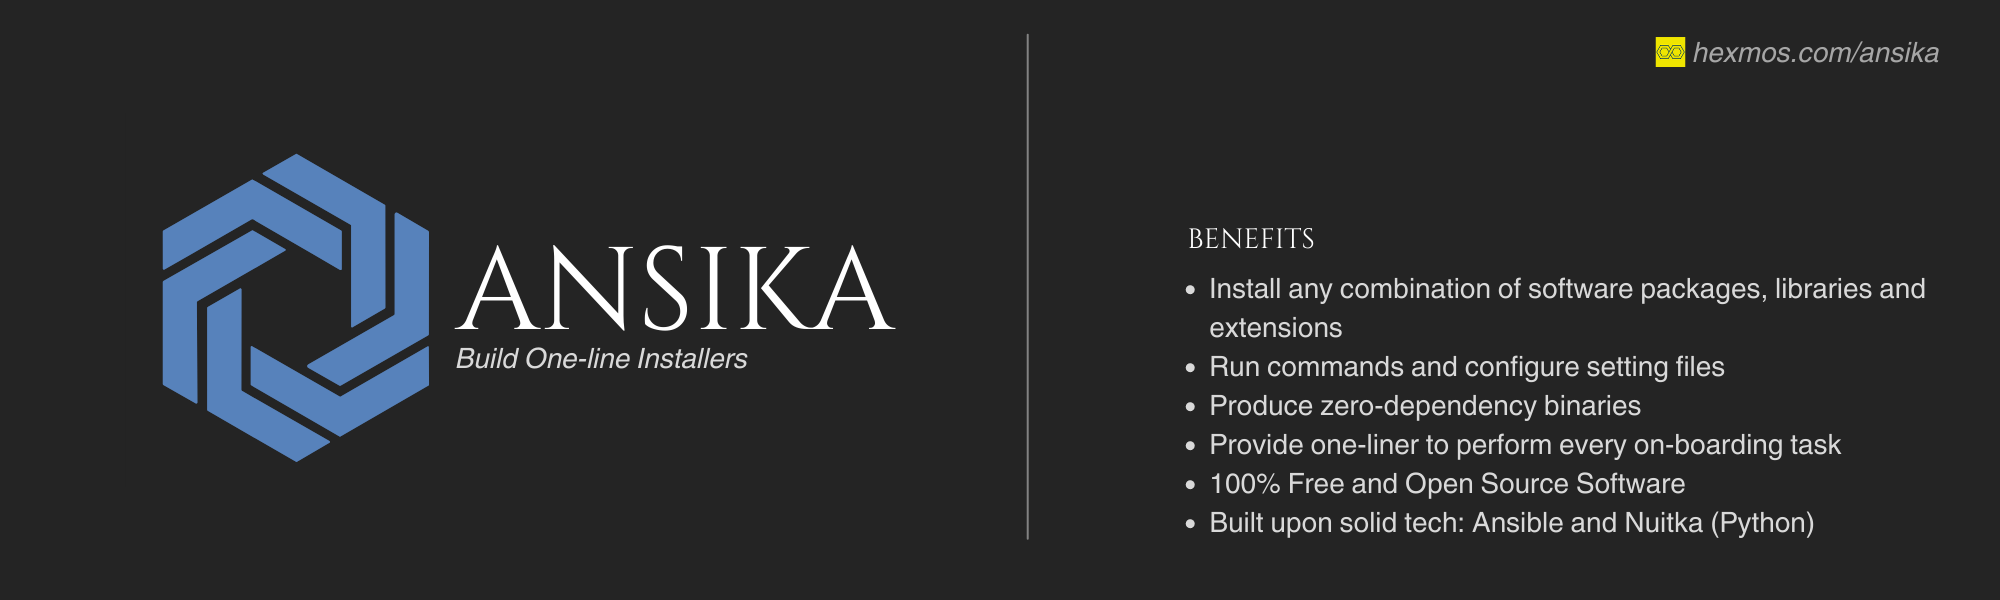 hexmos.com/ansika
ANSIKA
Build One-line Installers
BENEFITS
• Install any combination of software packages, libraries and
extensions
• Run commands and configure setting files
• Produce zero-dependency binaries
• Provide one-liner to perform every on-boarding task
• 100% Free and Open Source Software
• Built upon solid tech: Ansible and Nuitka (Python)